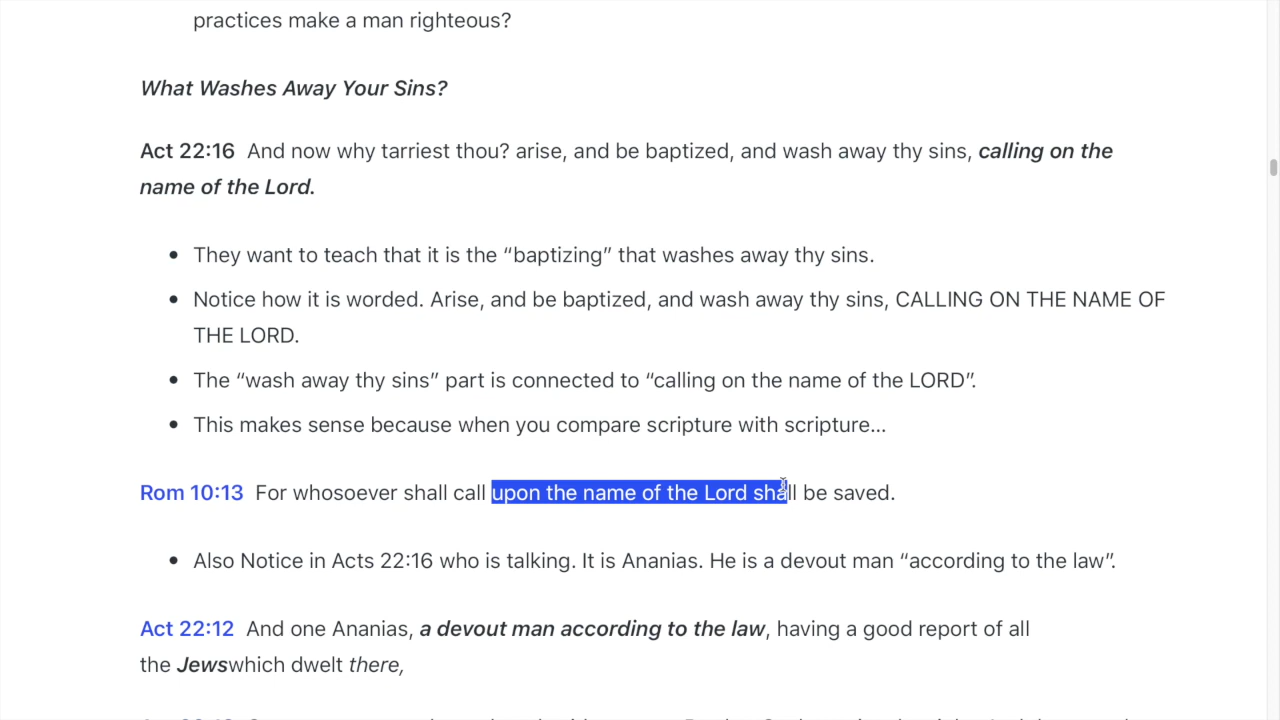 practices make a man righteous?
What Washes Away Your Sins?
Act 22:16 And now why tarriest thou? arise, and be baptized, and wash away thy sins, calling on the
name of the Lord.
• They want to teach that it is the “baptizing” that washes away thy sins.
• Notice how it is worded. Arise, and be baptized, and wash away thy sins, CALLING ON THE NAME OF
THE LORD.
• The “wash away thy sins” part is connected to “calling on the name of the LORD”.
• This makes sense because when you compare scripture with scripture…
Rom 10:13 For whosoever shall call upon the name of the Lord shall be saved.
• Also Notice in Acts 22:16 who is talking. It is Ananias. He is a devout man “according to the law”.
Act 22:12 And one Ananias, a devout man according to the law, having a good report of all
the Jewswhich dwelt there,